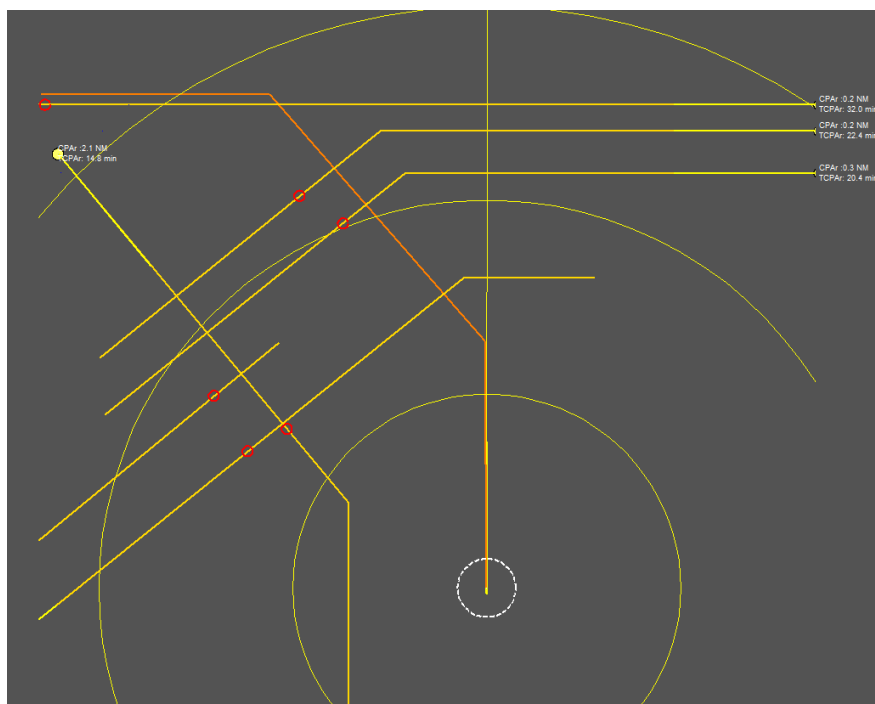 CPAr :0.2 NM
TCPAr: 32.0 min
CPAr :0.2 NM
TCPAr: 22.4 min
CPAr :2.1 NM
TCPAr: 14.8 min
CPAr :0.3 NM
TCPAr: 20.4 min